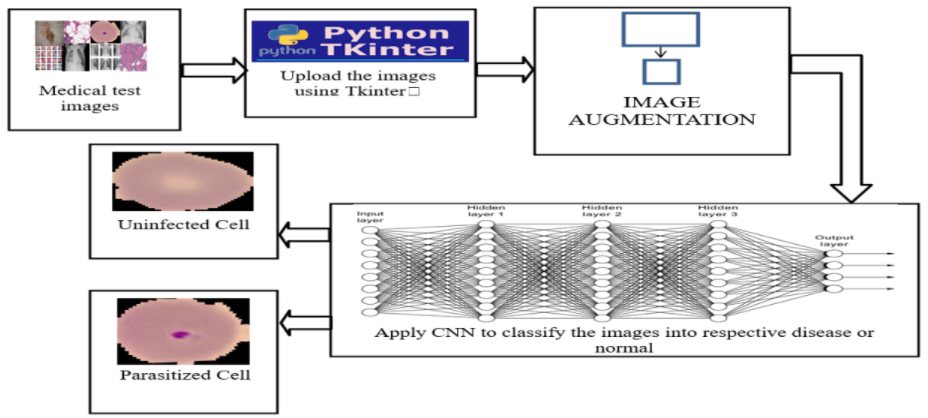 Medical test
images
python
Python
TKinter
Upload the images
using Tkinter□
IMAGE
AUGMENTATION
Input
layer
Hidden
layer 1
Hidden
layer 2
Hidden
layer 3
Output
layer
Apply CNN to classify the images into respective disease or
normal
Uninfected Cell
Parasitized Cell